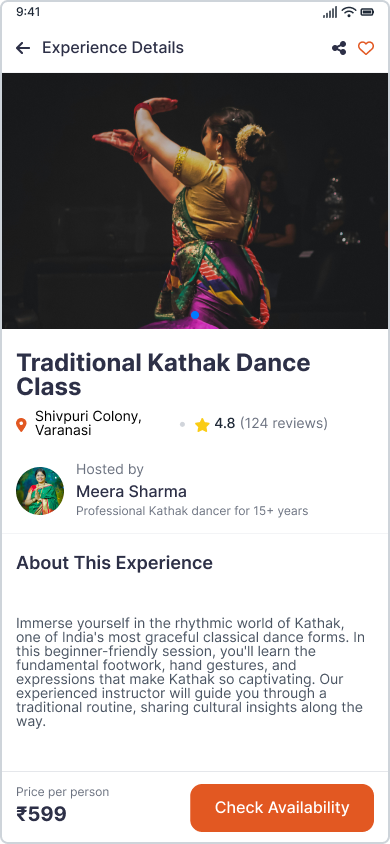 9:41
Experience Details
Traditional Kathak Dance
Class
Shivpuri Colony,
Varanasi
4.8 (124 reviews)
Hosted by
Meera Sharma
Professional Kathak dancer for 15+ years
About This Experience
Immerse yourself in the rhythmic world of Kathak,
one of India's most graceful classical dance forms. In
this beginner-friendly session, you'll learn the
fundamental footwork, hand gestures, and
expressions that make Kathak so captivating. Our
experienced instructor will guide you through a
traditional routine, sharing cultural insights along the
way.
Price per person
₹599
Check Availability